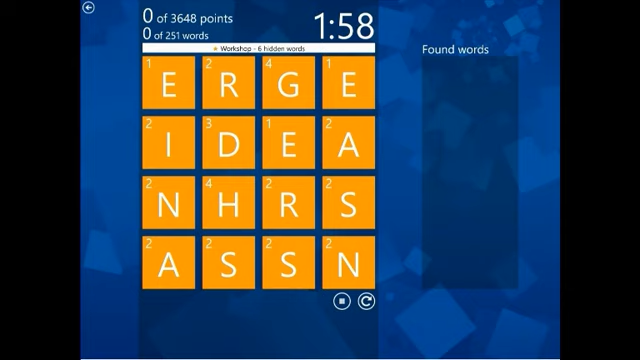 0 of 3648 points
0 of 251 words
1:58
★ Workshop - 6 hidden words
Found words
1 E 2 R 4 G 1 E
2 I 3 D 1 E 2 A
2 N 4 H 2 R 2 S
2 A 2 S 2 S 2 N